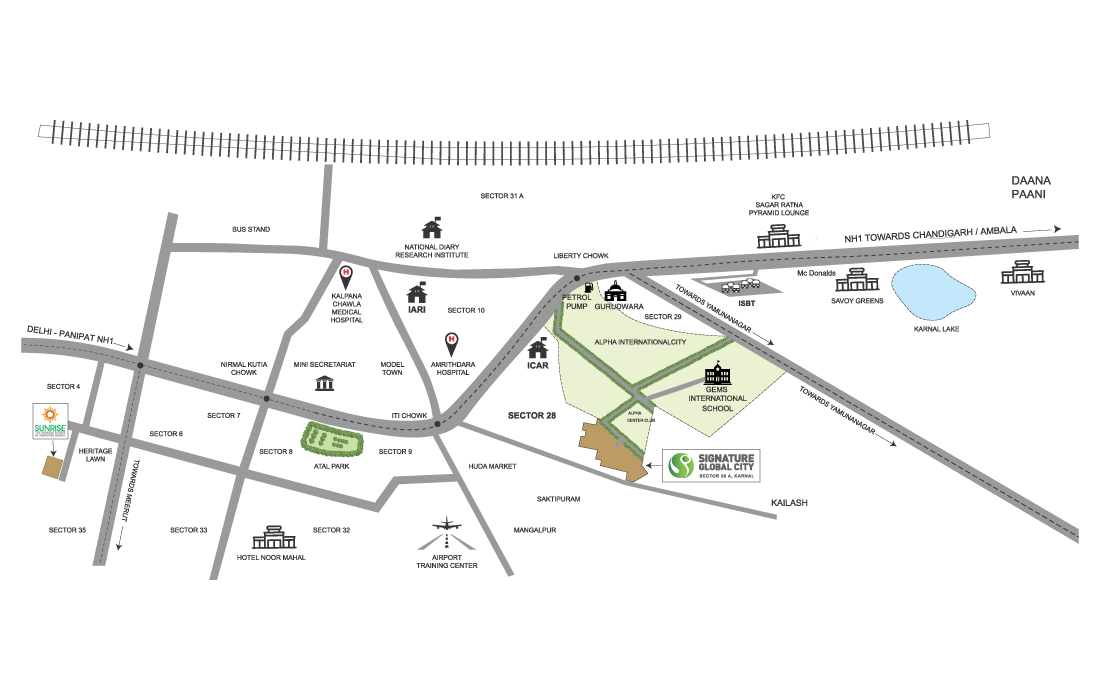 SECTOR 31 A
DAANA
PAANI
KFC
SAGAR RATNA
PYRAMID LOUNGE
BUS STAND
NATIONAL DIARY
RESEARCH INSTITUTE
NH1 TOWARDS CHANDIGARH / AMBALA
LIBERTY CHOWK
Mc Donalds
SAVOY GREENS
VIVAAN
KARNAL LAKE
ISBT
H
KALPANA
CHAWLA
MEDICAL
HOSPITAL
IARI
SECTOR 10
PETROL
PUMP
GURUDWARA
SECTOR 29
TOWARDS YAMUNANAGAR
DELHI - PANIPAT NH1
ALPHA INTERNATIONALCITY
H
AMRITHDARA
HOSPITAL
ICAR
NIRMAL KUTIA
CHOWK
MINI SECRETARIAT
MODEL
TOWN
SECTOR 4
GEMS
INTERNATIONAL
SCHOOL
TOWARDS YAMUNANAGAR
SUNRISE
SECTOR 7
ITI CHOWK
SECTOR 28
ALPHA
CENTER CLUB
SECTOR 6
HERITAGE
LAWN
SECTOR 8
SECTOR 9
ATAL PARK
HUDA MARKET
SIGNATURE
GLOBAL CITY
SECTOR 28 A, KARNAL
TOWARDS MEERUT
SAKTIPURAM
KAILASH
SECTOR 35
SECTOR 33
SECTOR 32
MANGALPUR
HOTEL NOOR MAHAL
AIRPORT
TRAINING CENTER